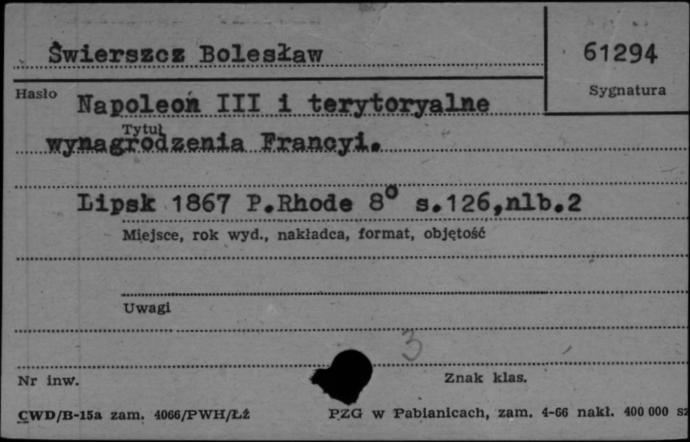 Świerszcz Bolesław
61294
Hasło
Sygnatura
Napoleon III i terytoryalne
Tytuł
wynagrodzenia Francyi.
Lipsk 1867 P.Rhode 8° s.126,nlb.2
Miejsce, rok wyd., nakładca, format, objętość
Uwagi
3
Nr inw.
Znak klas.
CWD/B-15a zam. 4066/PWH/Łź
PZG w Pabianicach, zam. 4-66 nakł. 400 000 sz